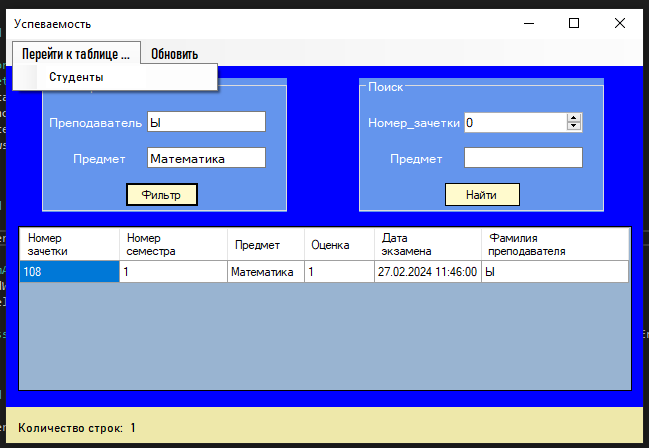 Успеваемость
Перейти к таблице ... Обновить
Студенты
Поиск
Преподаватель Ы
Номер_зачетки 0
Предмет Математика
Предмет
Фильтр
Найти
Номер зачетки Номер семестра Предмет Оценка Дата экзамена Фамилия преподавателя
108 1 Математика 1 27.02.2024 11:46:00 Ы
Количество строк: 1